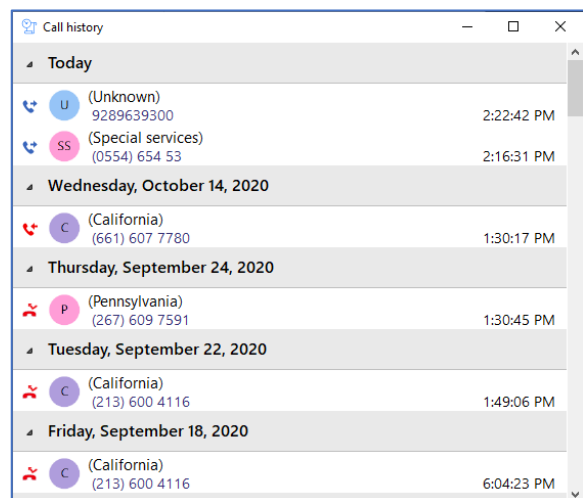 Call history
Today
U
(Unknown)
9289639300
2:22:42 PM
SS
(Special services)
(0554) 654 53
2:16:31 PM
Wednesday, October 14, 2020
C
(California)
(661) 607 7780
1:30:17 PM
Thursday, September 24, 2020
P
(Pennsylvania)
(267) 609 7591
1:30:45 PM
Tuesday, September 22, 2020
C
(California)
(213) 600 4116
1:49:06 PM
Friday, September 18, 2020
C
(California)
(213) 600 4116
6:04:23 PM